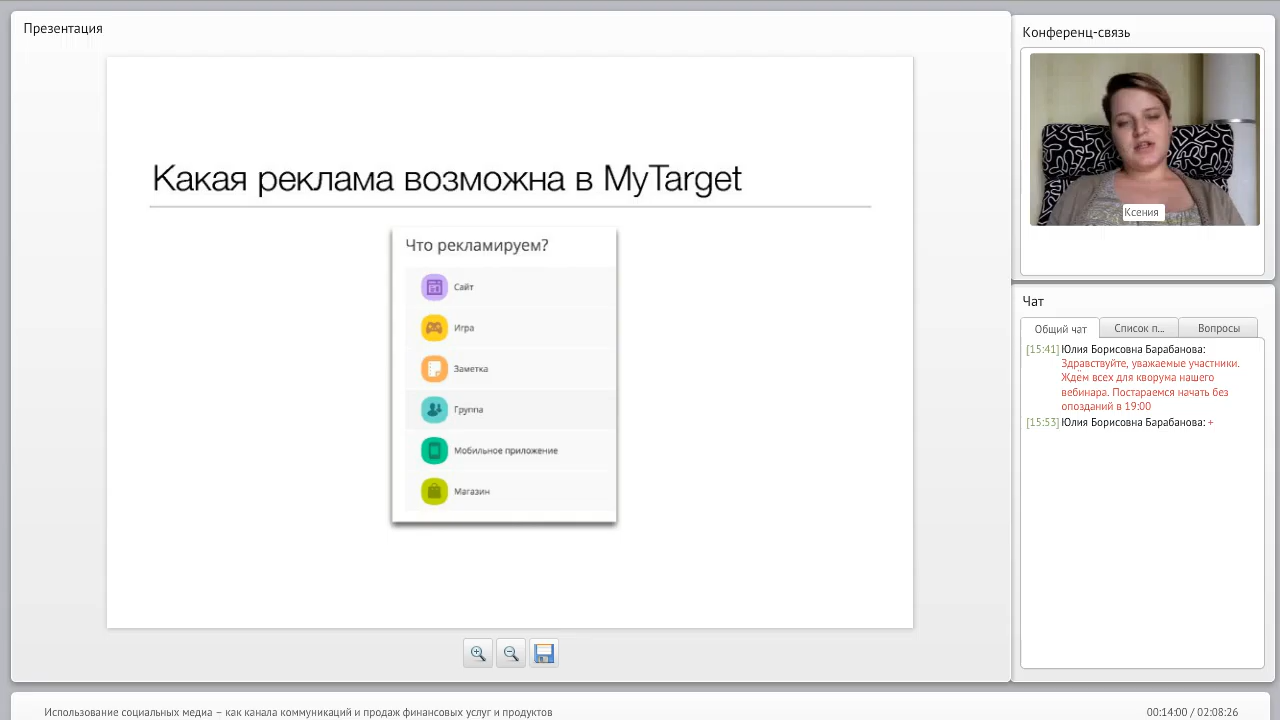 Презентация
Какая реклама возможна в MyTarget
Что рекламируем?
Сайт
Игра
Заметка
Группа
Мобильное приложение
Магазин
Конференц-связь
Ксения
Чат
Общий чат Список п... Вопросы
[15:41] Юлия Борисовна Барабанова:
Здравствуйте, уважаемые участники.
Ждём всех для кворума нашего
вебинара. Постараемся начать без
опозданий в 19:00
[15:53] Юлия Борисовна Барабанова: +
Использование социальных медиа – как канала коммуникаций и продаж финансовых услуг и продуктов
00:14:00 / 02:08:26